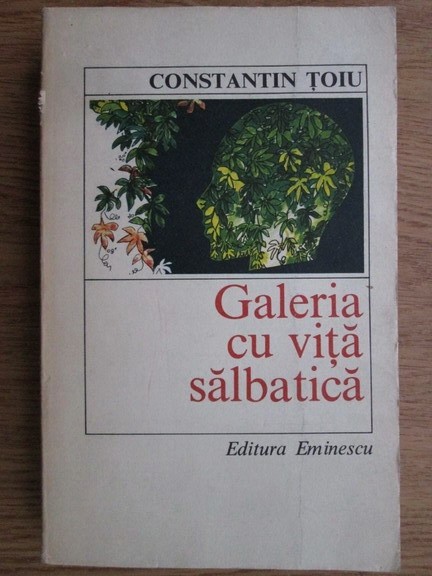 CONSTANTIN ȚOIU
Galeria
cu viță
sălbatică
Editura Eminescu